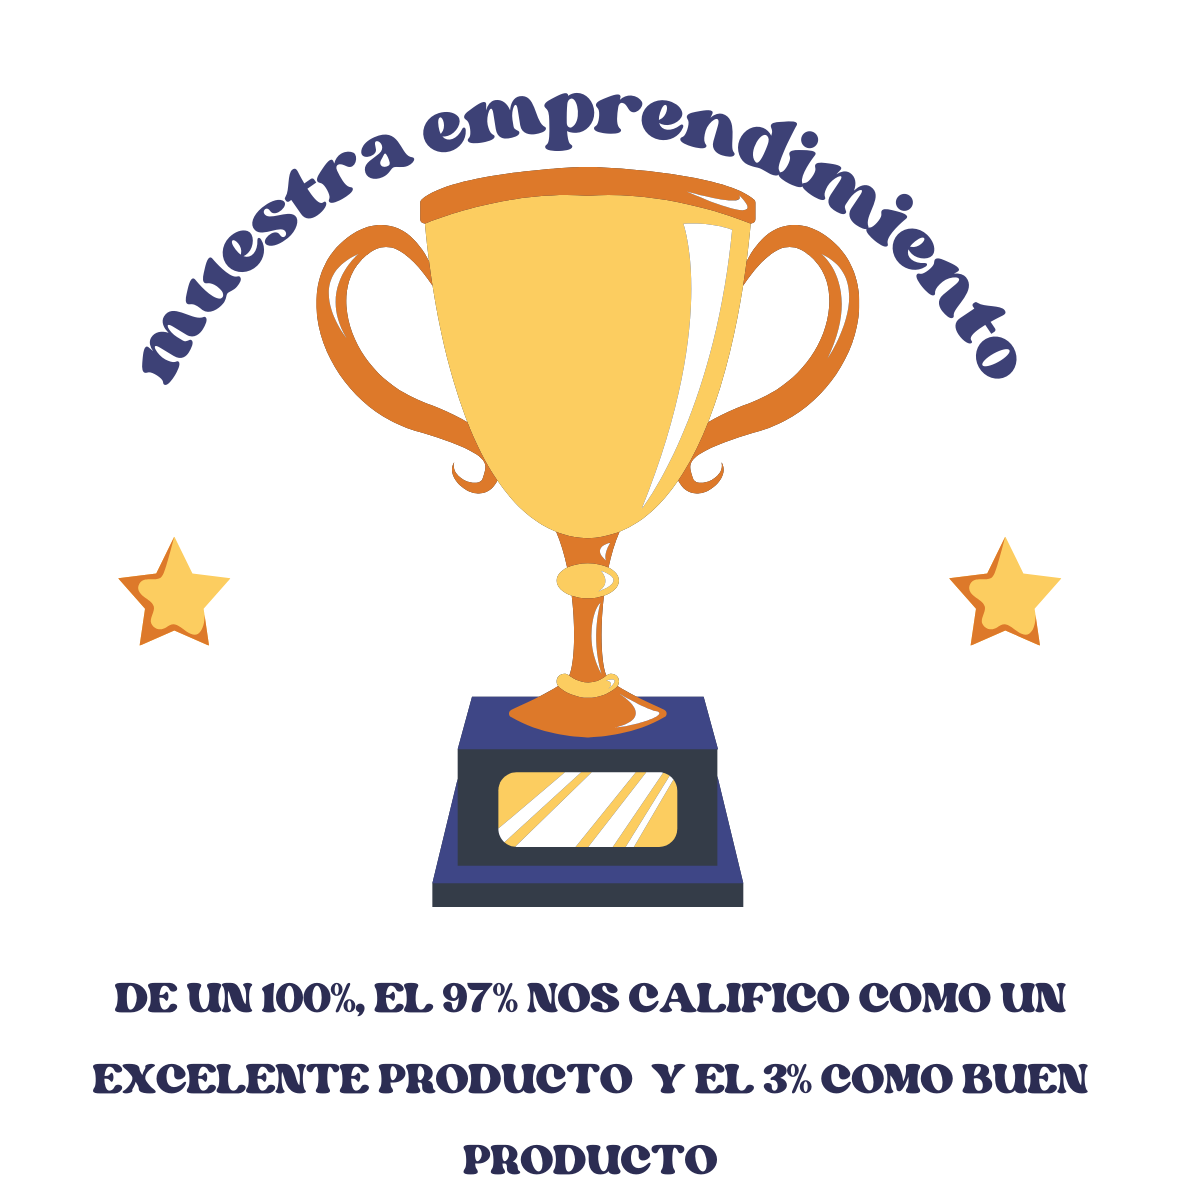 muestra emprendimiento
DE UN 100%, EL 97% NOS CALIFICO COMO UN
EXCELENTE PRODUCTO Y EL 3% COMO BUEN
PRODUCTO